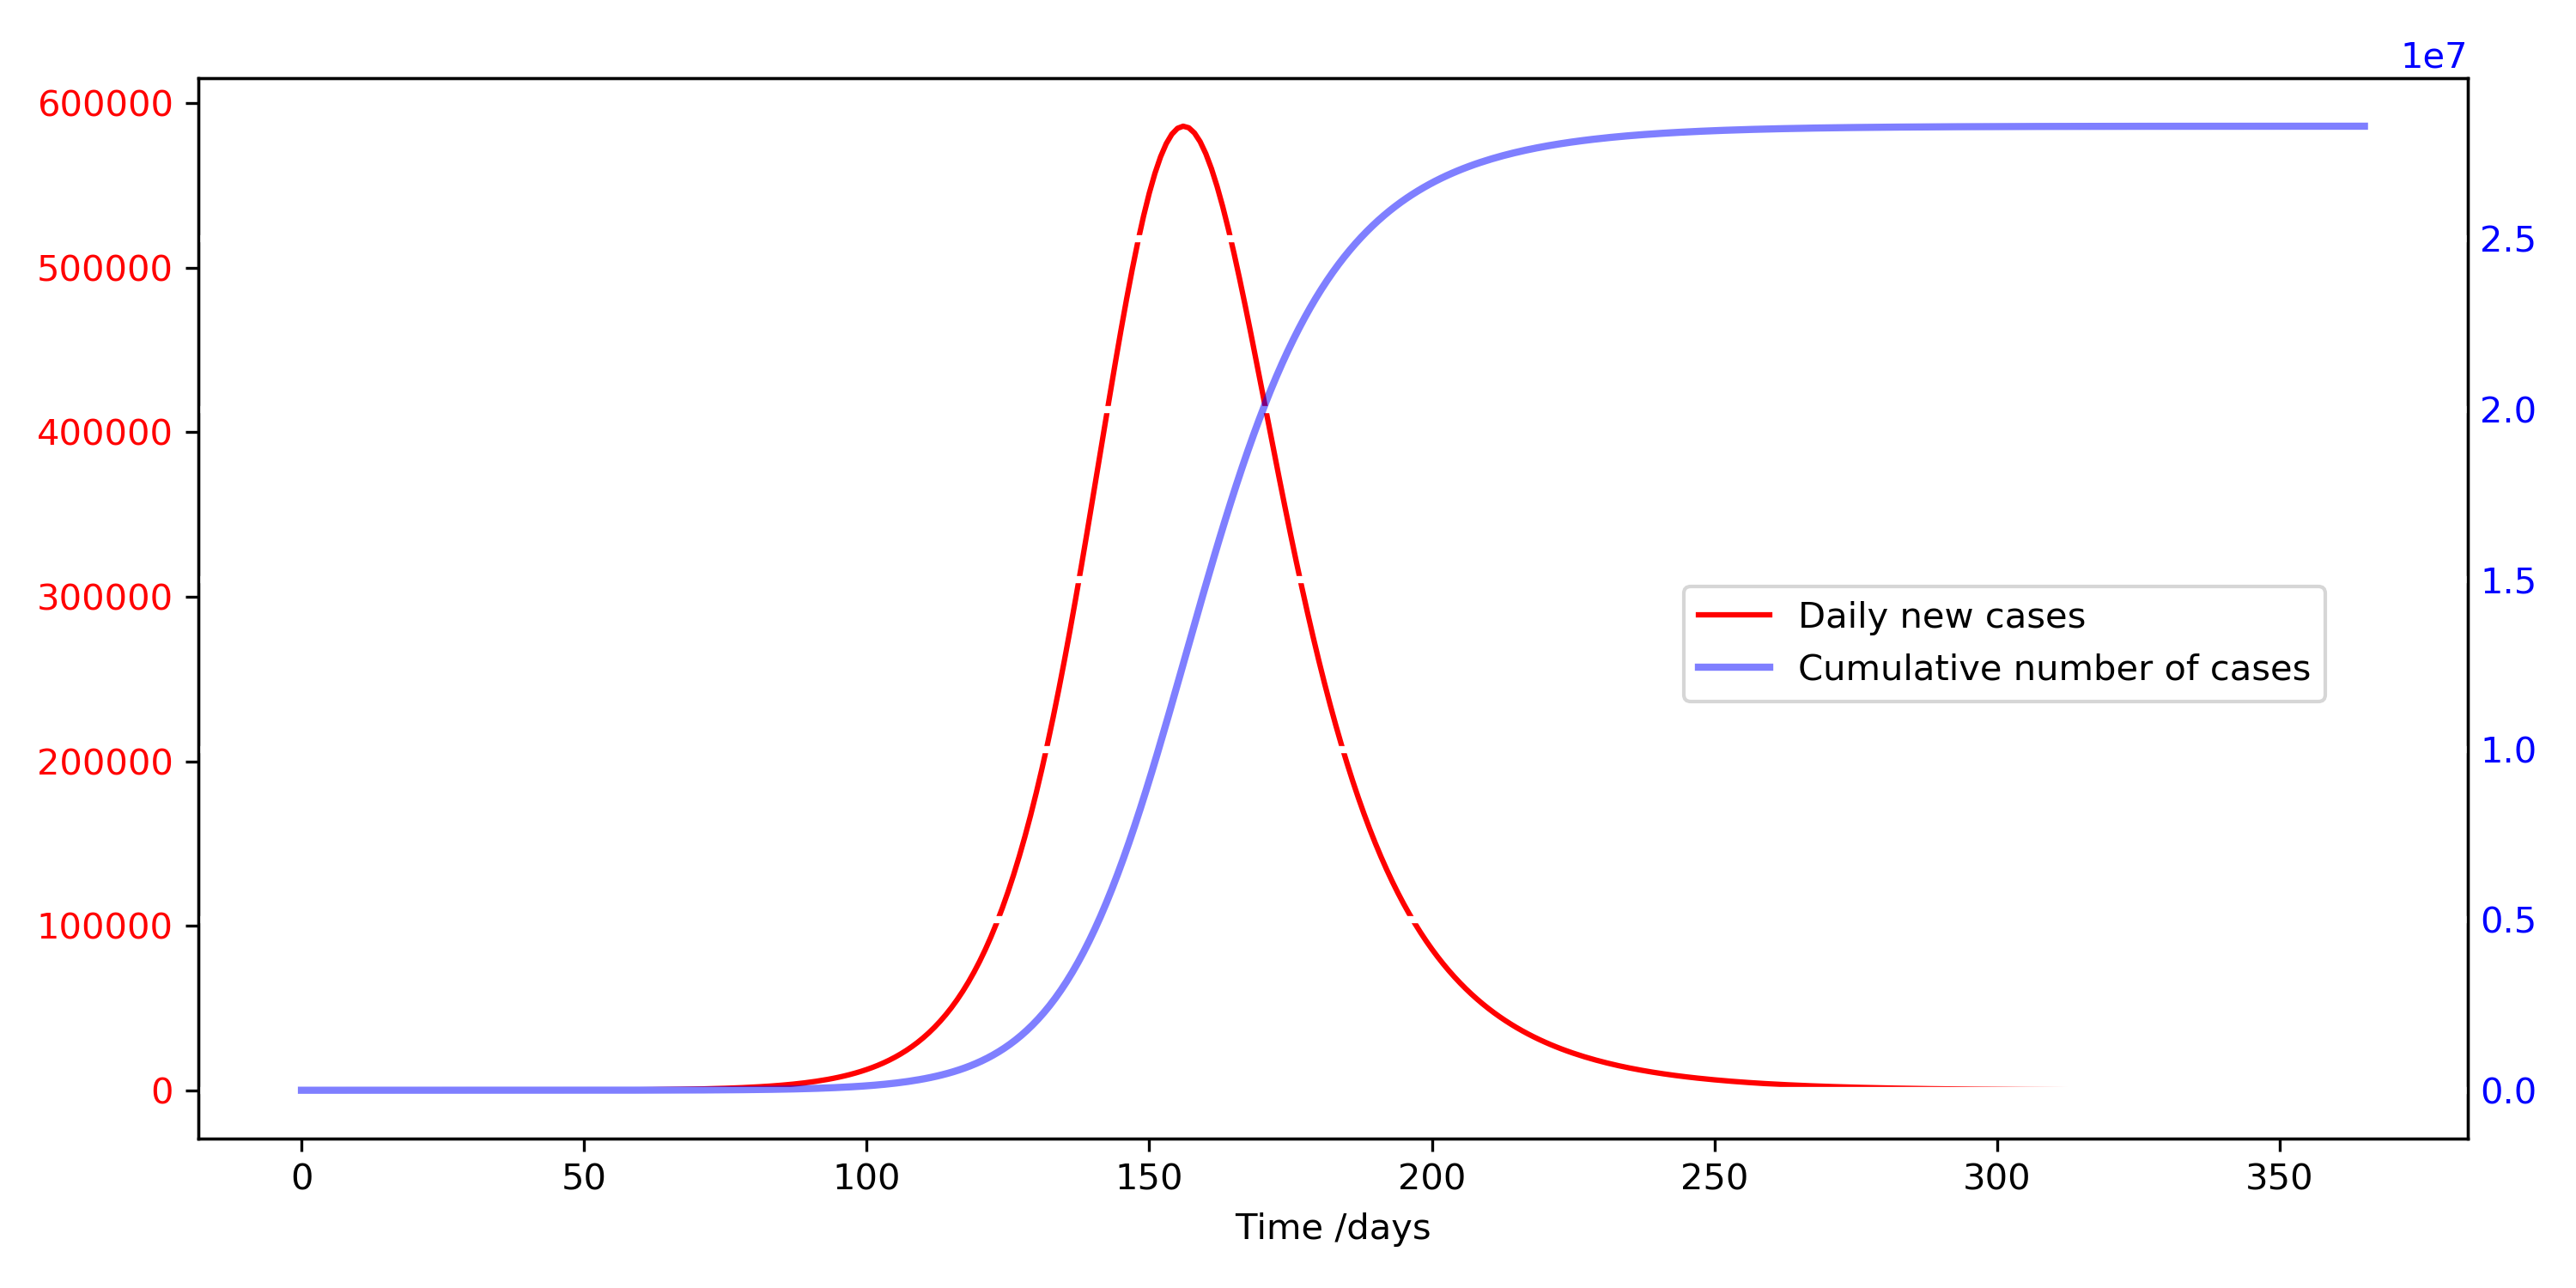 1e7
600000
500000
400000
300000
200000
100000
0
2.5
2.0
1.5
1.0
0.5
0.0
Daily new cases
Cumulative number of cases
0 50 100 150 200 250 300 350
Time /days